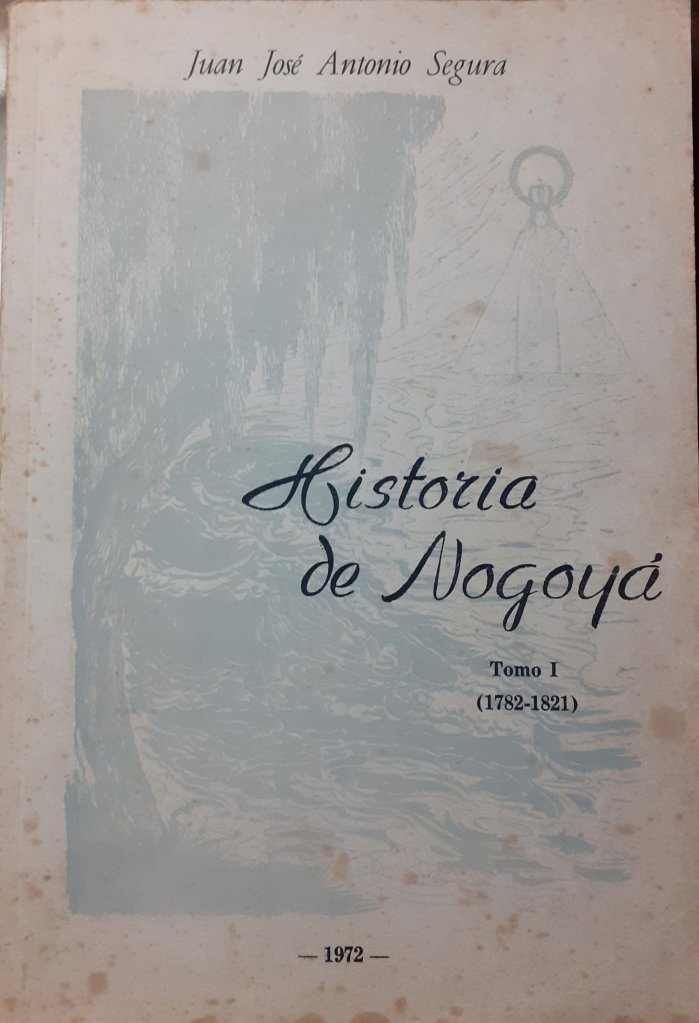 Juan José Antonio Segura
Historia
de Nogoyá
Tomo I
(1782-1821)
— 1972 —